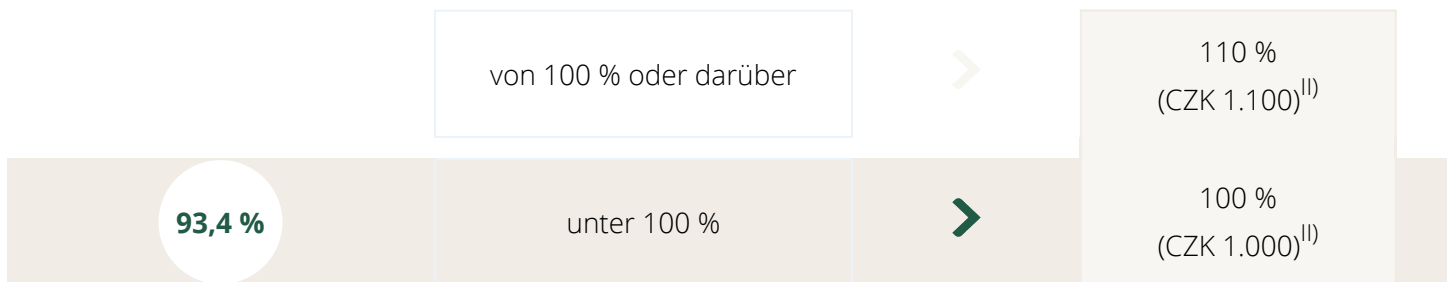 von 100 % oder darüber
110 %
(CZK 1.100)II)
93,4 %
unter 100 %
100 %
(CZK 1.000)II)